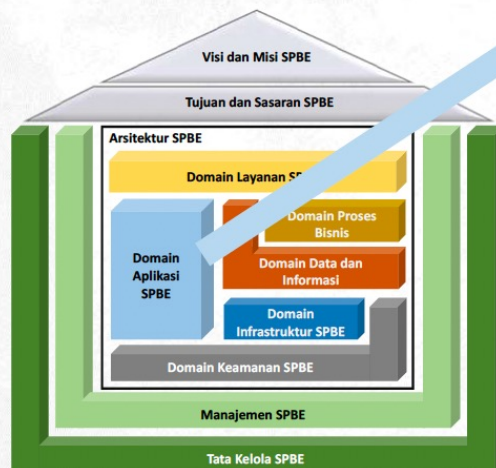 Visi dan Misi SPBE
Tujuan dan Sasaran SPBE
Arsitektur SPBE
Domain Layanan
Domain Proses
Bisnis
Domain
Aplikasi
SPBE
Domain Data dan
Informasi
Domain
Infrastruktur SPBE
Domain Keamanan SPBE
Manajemen SPBE
Tata Kelola SPBE